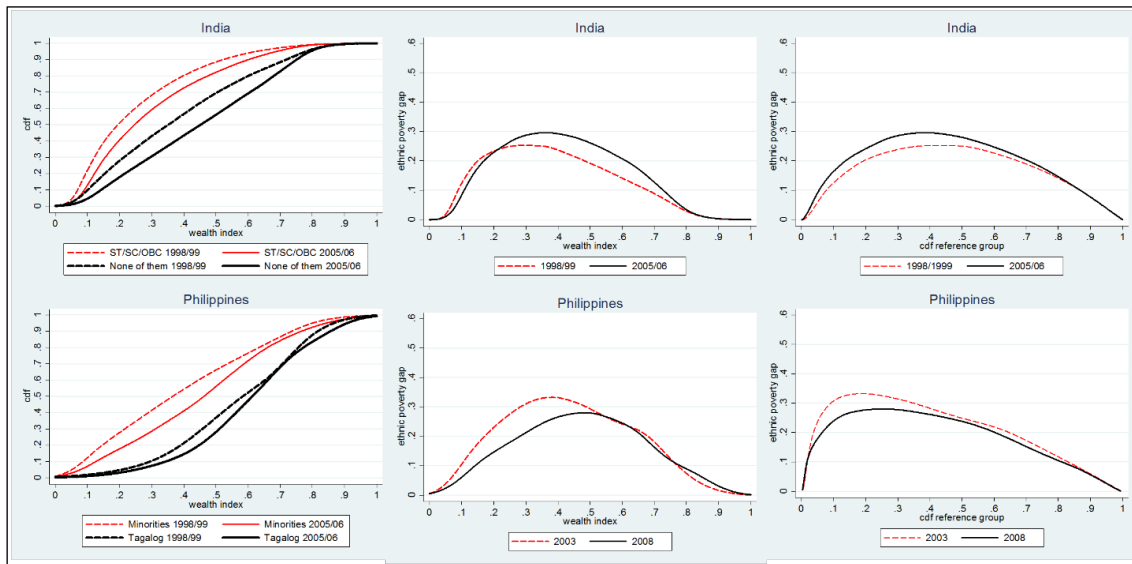 India
cdf
0 .1 .2 .3 .4 .5 .6 .7 .8 .9 1
0 .1 .2 .3 .4 .5 .6 .7 .8 .9 1
wealth index
ST/SC/OBC 1998/99 ST/SC/OBC 2005/06
None of them 1998/99 None of them 2005/06
India
ethnic poverty gap
0 .1 .2 .3 .4 .5 .6
0 .1 .2 .3 .4 .5 .6 .7 .8 .9 1
wealth index
1998/99 2005/06
India
ethnic poverty gap
0 .1 .2 .3 .4 .5 .6
0 .1 .2 .3 .4 .5 .6 .7 .8 .9 1
cdf reference group
1998/1999 2005/06
Philippines
cdf
0 .1 .2 .3 .4 .5 .6 .7 .8 .9 1
0 .1 .2 .3 .4 .5 .6 .7 .8 .9 1
wealth index
Minorities 1998/99 Minorities 2005/06
Tagalog 1998/99 Tagalog 2005/06
Philippines
ethnic poverty gap
0 .1 .2 .3 .4 .5 .6
0 .1 .2 .3 .4 .5 .6 .7 .8 .9 1
wealth index
2003 2008
Philippines
ethnic poverty gap
0 .1 .2 .3 .4 .5 .6
0 .1 .2 .3 .4 .5 .6 .7 .8 .9 1
cdf reference group
2003 2008